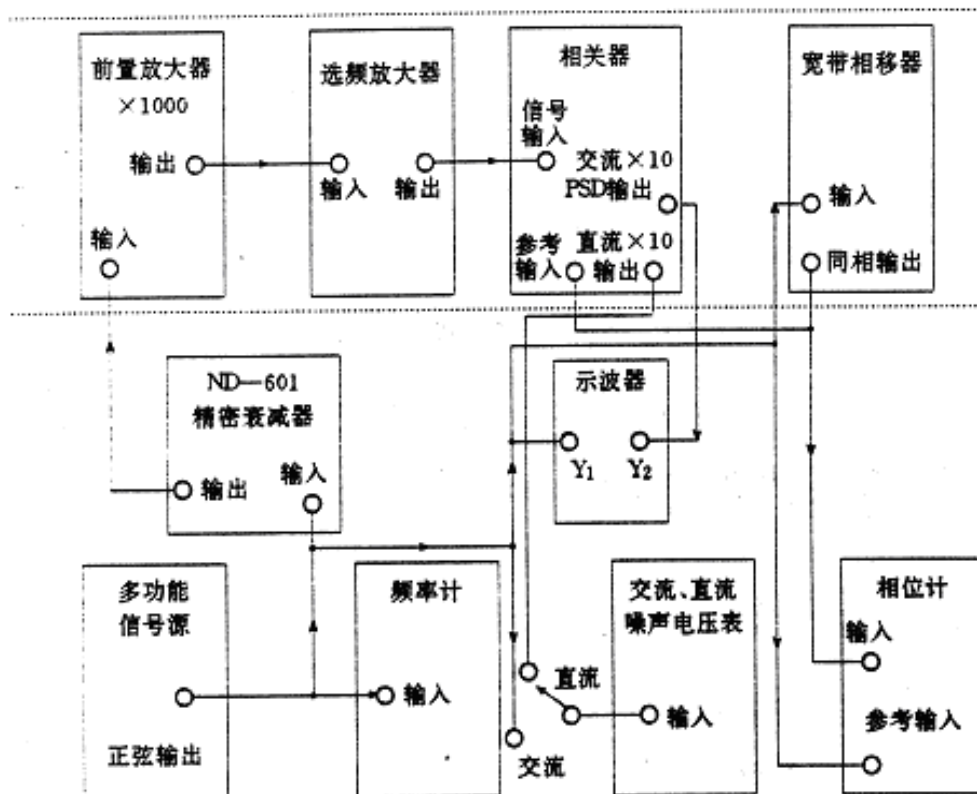 前置放大器
×1000
输出
输入
选频放大器
输入
输出
相关器
信号
输入
交流×10
PSD输出
参考
输入
直流×10
输出
宽带相移器
输入
同相输出
ND—601
精密衰减器
输出
输入
示波器
Y₁
Y₂
多功能
信号源
正弦输出
频率计
输入
直流
交流
交流、直流
噪声电压表
输入
相位计
输入
参考输入